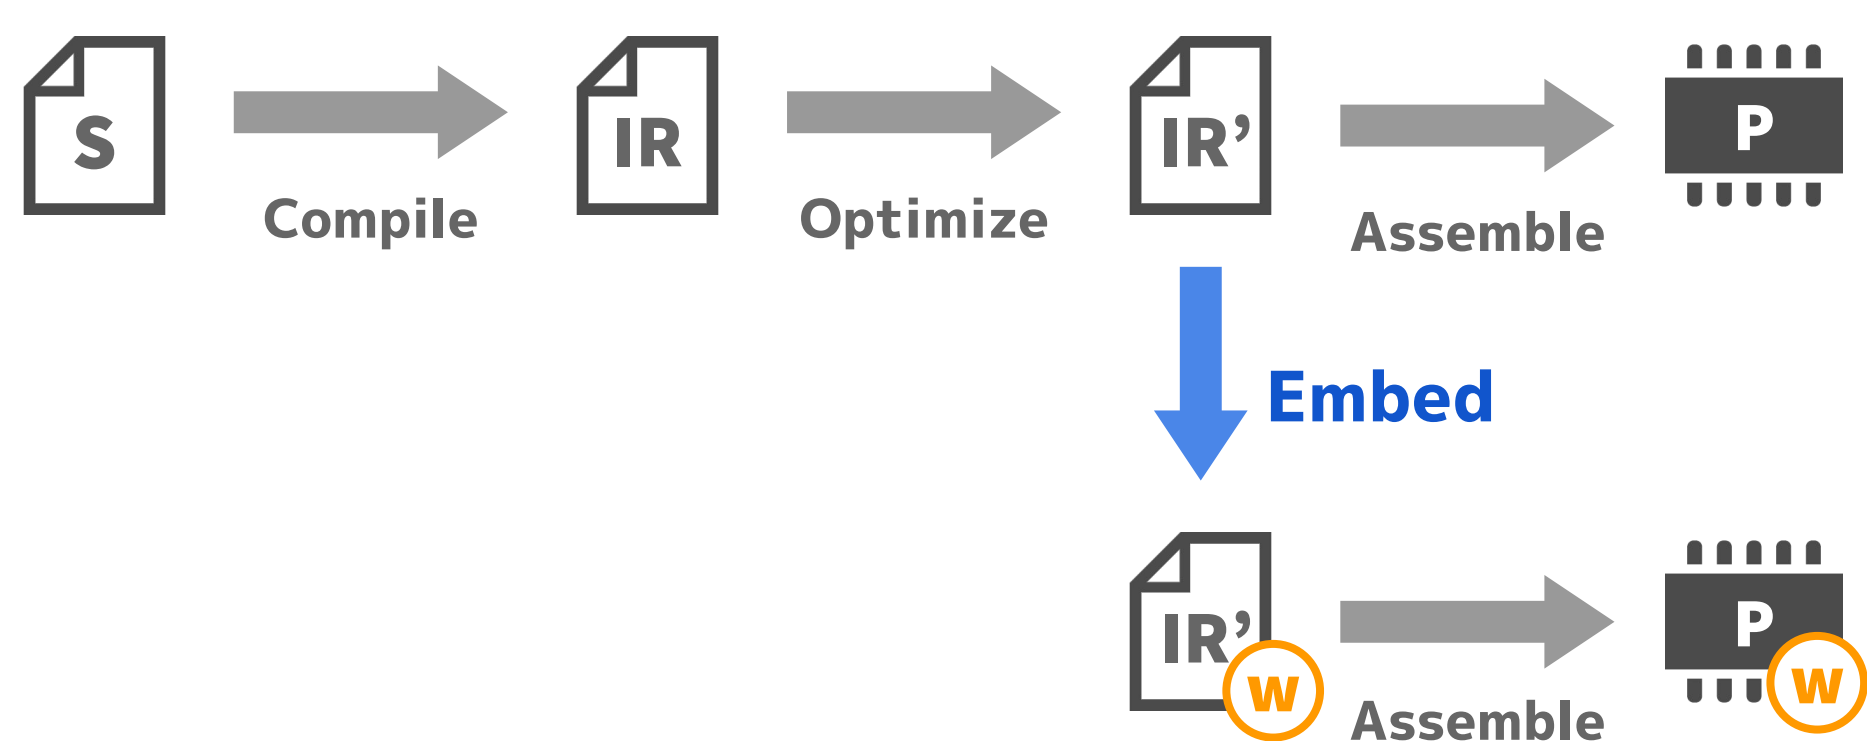 S
IR
IR’
P
Compile
Optimize
Assemble
Embed
IR’
w
P
w
Assemble